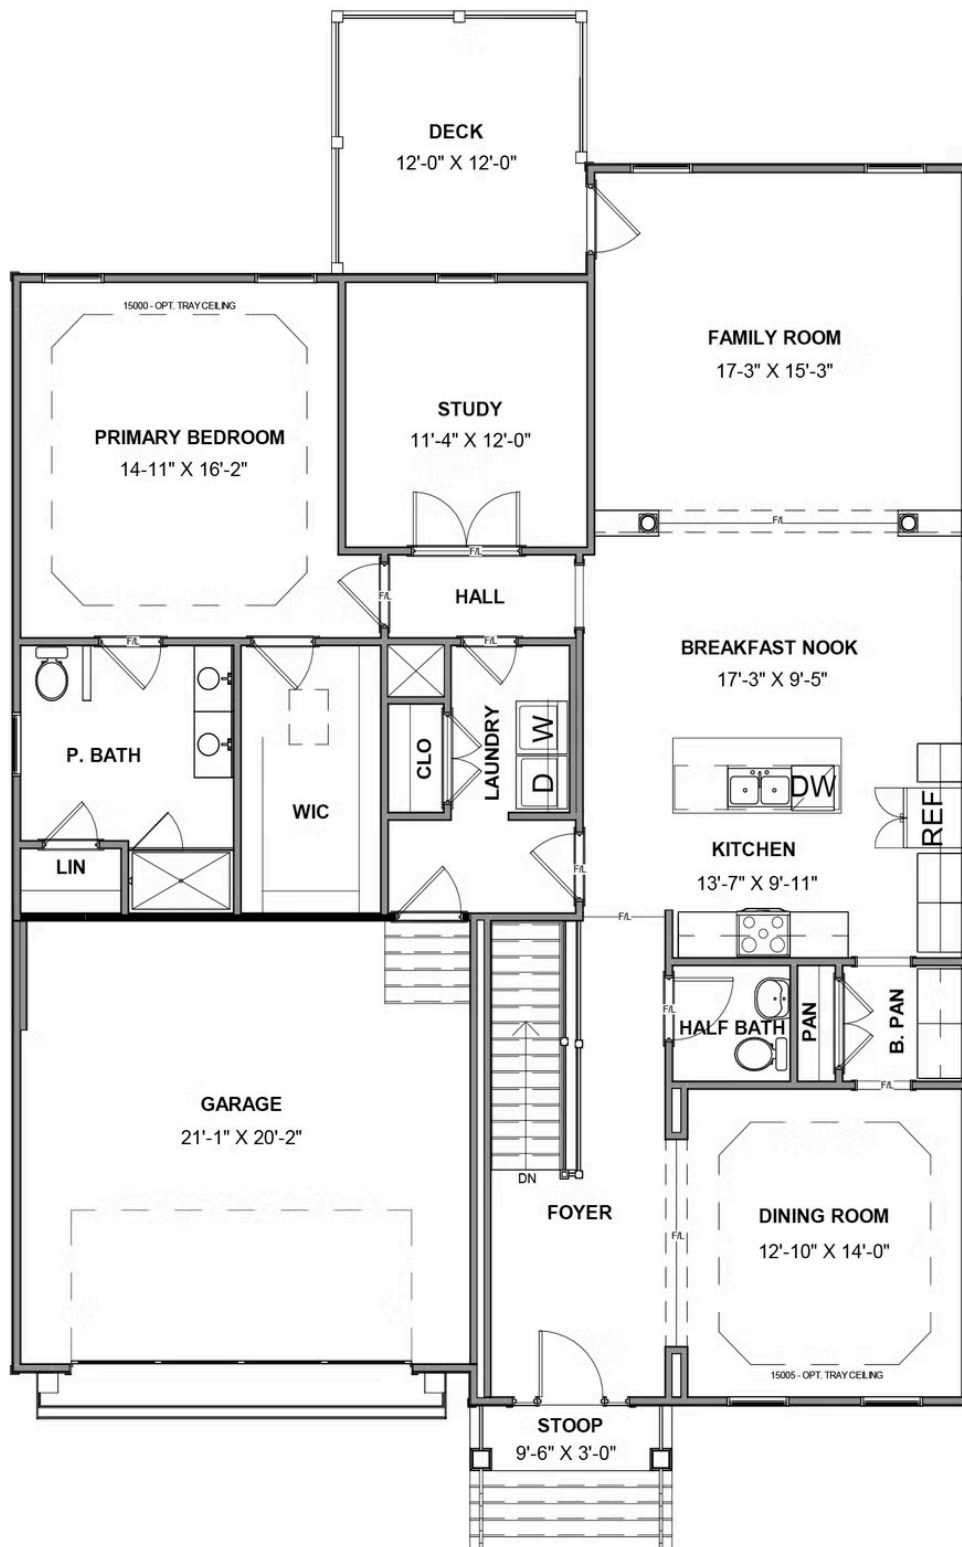 DECK
12'-0" X 12'-0"
15000 - OPT. TRAY CEILING
FAMILY ROOM
17-3" X 15'-3"
STUDY
11'-4" X 12'-0"
PRIMARY BEDROOM
14-11" X 16'-2"
F/L
F/L
F/L
HALL
F/L
F/L
BREAKFAST NOOK
17'-3" X 9'-5"
P. BATH
WIC
CLO
LAUNDRY
W
D
DW
REF
KITCHEN
13'-7" X 9'-11"
LIN
F/L
F/L
F/L
HALF BATH
PAN
B. PAN
F/L
GARAGE
21'-1" X 20'-2"
DN
FOYER
F/L
DINING ROOM
12'-10" X 14'-0"
15005 - OPT. TRAY CEILING
STOOP
9'-6" X 3'-0"